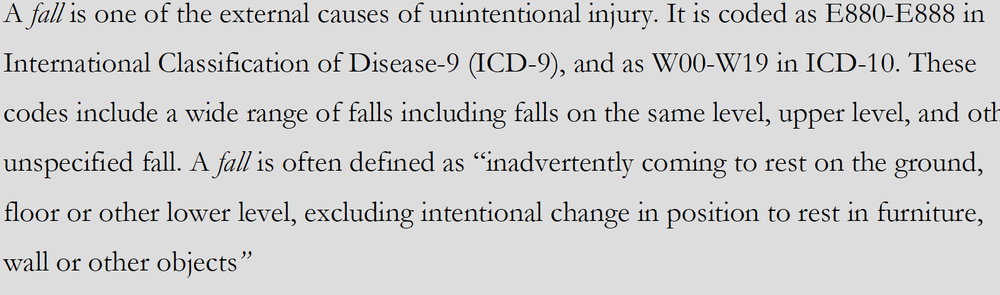 A fall is one of the external causes of unintentional injury. It is coded as E880-E888 in
International Classification of Disease-9 (ICD-9), and as W00-W19 in ICD-10. These
codes include a wide range of falls including falls on the same level, upper level, and
unspecified fall. A fall is often defined as “inadvertently coming to rest on the ground,
floor or other lower level, excluding intentional change in position to rest in furniture,
wall or other objects”